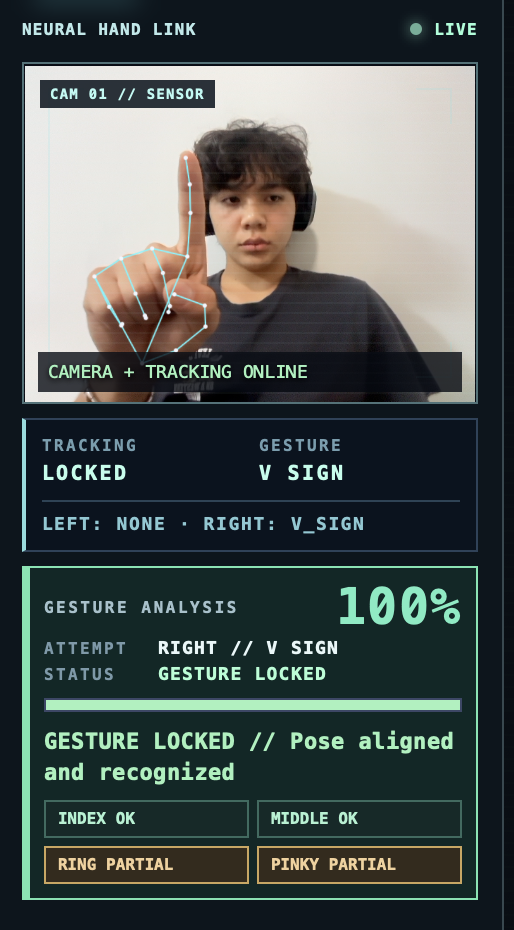 NEURAL HAND LINK
LIVE
CAM 01 // SENSOR
CAMERA + TRACKING ONLINE
TRACKING
GESTURE
LOCKED
V SIGN
LEFT: NONE · RIGHT: V_SIGN
GESTURE ANALYSIS
100%
ATTEMPT
RIGHT // V SIGN
STATUS
GESTURE LOCKED
GESTURE LOCKED // Pose aligned
and recognized
INDEX OK
MIDDLE OK
RING PARTIAL
PINKY PARTIAL